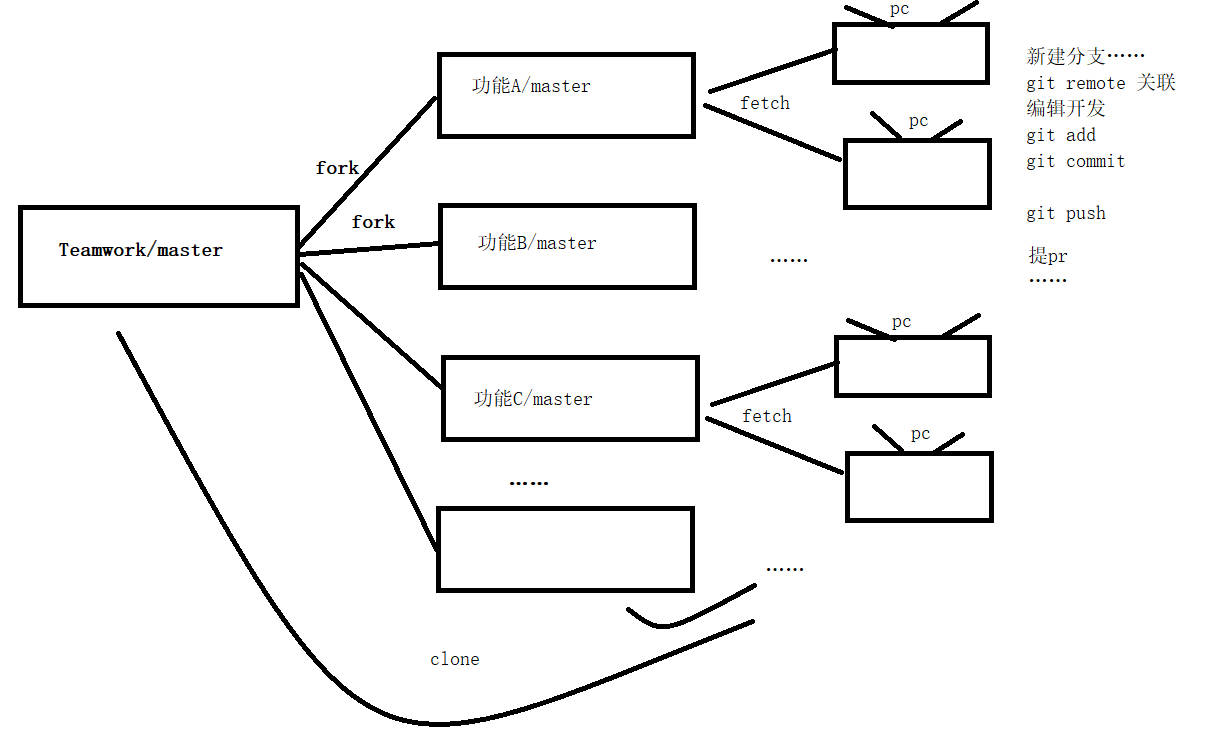 pc
新建分支……
git remote 关联
编辑开发
git add
git commit
git push
提pr
……
功能A/master
fetch
pc
fork
fork
Teamwork/master
功能B/master
……
pc
功能C/master
fetch
pc
……
……
clone